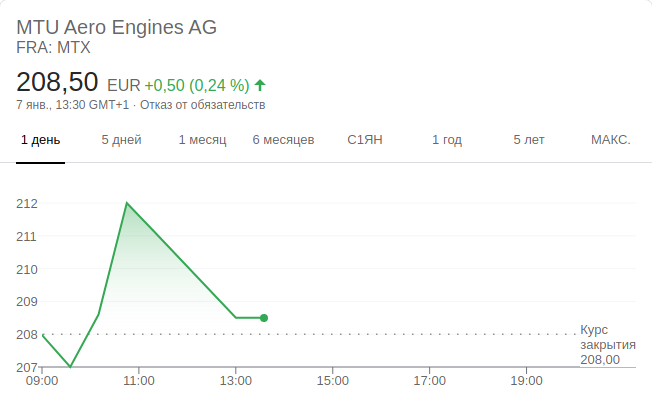 MTU Aero Engines AG
FRA: MTX
208,50 EUR +0,50 (0,24 %)
7 янв., 13:30 GMT+1 · Отказ от обязательств
1 день 5 дней 1 месяц 6 месяцев С1ЯН 1 год 5 лет МАКС.
212
211
210
209
208
207
Курс
закрытия
208,00
09:00 11:00 13:00 15:00 17:00 19:00